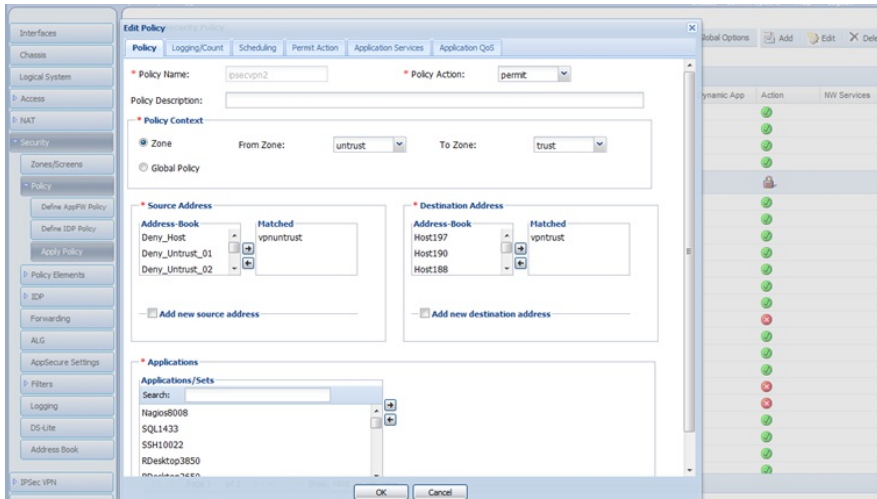 Interfaces
Chassis
Logical System
Access
NAT
Security
Zones/Screens
Policy
Define AppFW Policy
Define IDP Policy
Apply Policy
Policy Elements
IDP
Forwarding
ALG
AppSecure Settings
Filters
Logging
DS-Lite
Address Book
IPSec VPN
Edit Policy
Policy Logging/Count Scheduling Permit Action Application Services Application QoS
* Policy Name: ipsecvpn2 * Policy Action: permit
Policy Description:
* Policy Context
Zone From Zone: untrust To Zone: trust
Global Policy
* Source Address * Destination Address
Address-Book Matched Address-Book Matched
Deny_Host vpnuntrust Host197 vpntrust
Deny_Untrust_01 Host190
Deny_Untrust_02 Host188
Add new source address Add new destination address
* Applications
Applications/Sets
Search:
Nagios8008
SQL1433
SSH10022
RDesktop3850
OK Cancel
Global Options Add Edit Dele
Dynamic App Action NW Services